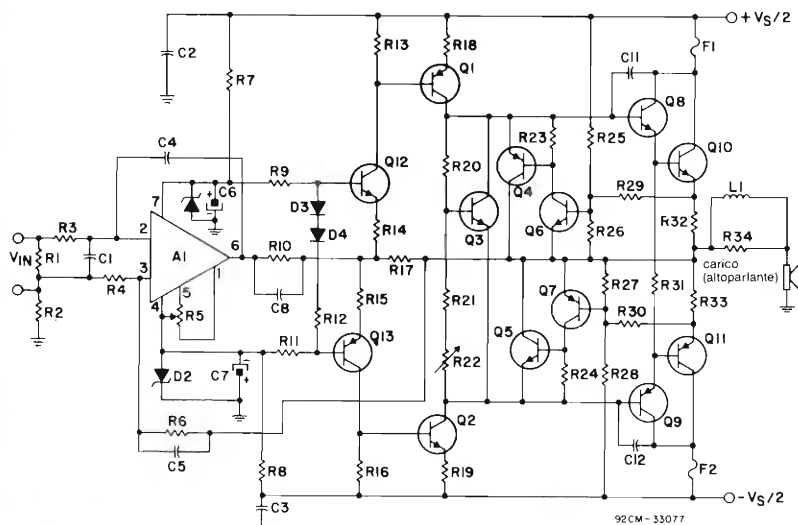 +VS/2
R13
R18
C11
F1
C2
Q1
Q8
R7
C4
R23
R25
Q10
Q12
R20
Q4
R29
L1
R9
7
C6
D3
Q3
Q6
R26
R32
R3
2
D4
R14
R34
VIN
R1
C1
A1
6
R10
R17
carico
(altoparlante)
R4
3
4
5
1
R5
C8
R15
R27
R31
R33
R2
R12
R21
Q7
R30
R11
Q13
Q5
Q11
D2
C7
R22
R24
R28
R6
Q2
Q9
C5
C12
F2
R8
R16
R19
C3
-VS/2
92CM-33077